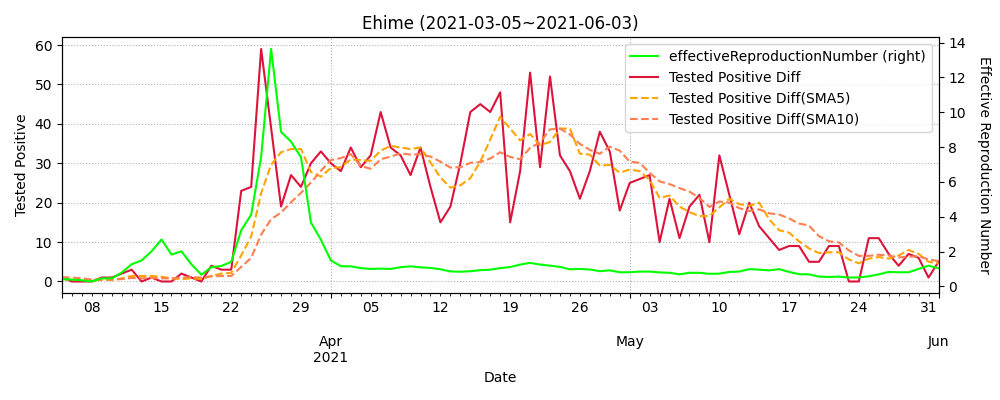 Ehime (2021-03-05~2021-06-03)
60
50
40
30
20
10
0
Tested Positive
14
12
10
8
6
4
2
0
Effective Reproduction Number
effectiveReproductionNumber (right)
Tested Positive Diff
Tested Positive Diff(SMA5)
Tested Positive Diff(SMA10)
08 15 22 29 05 12 19 26 03 10 17 24 31
Apr May Jun
2021
Date